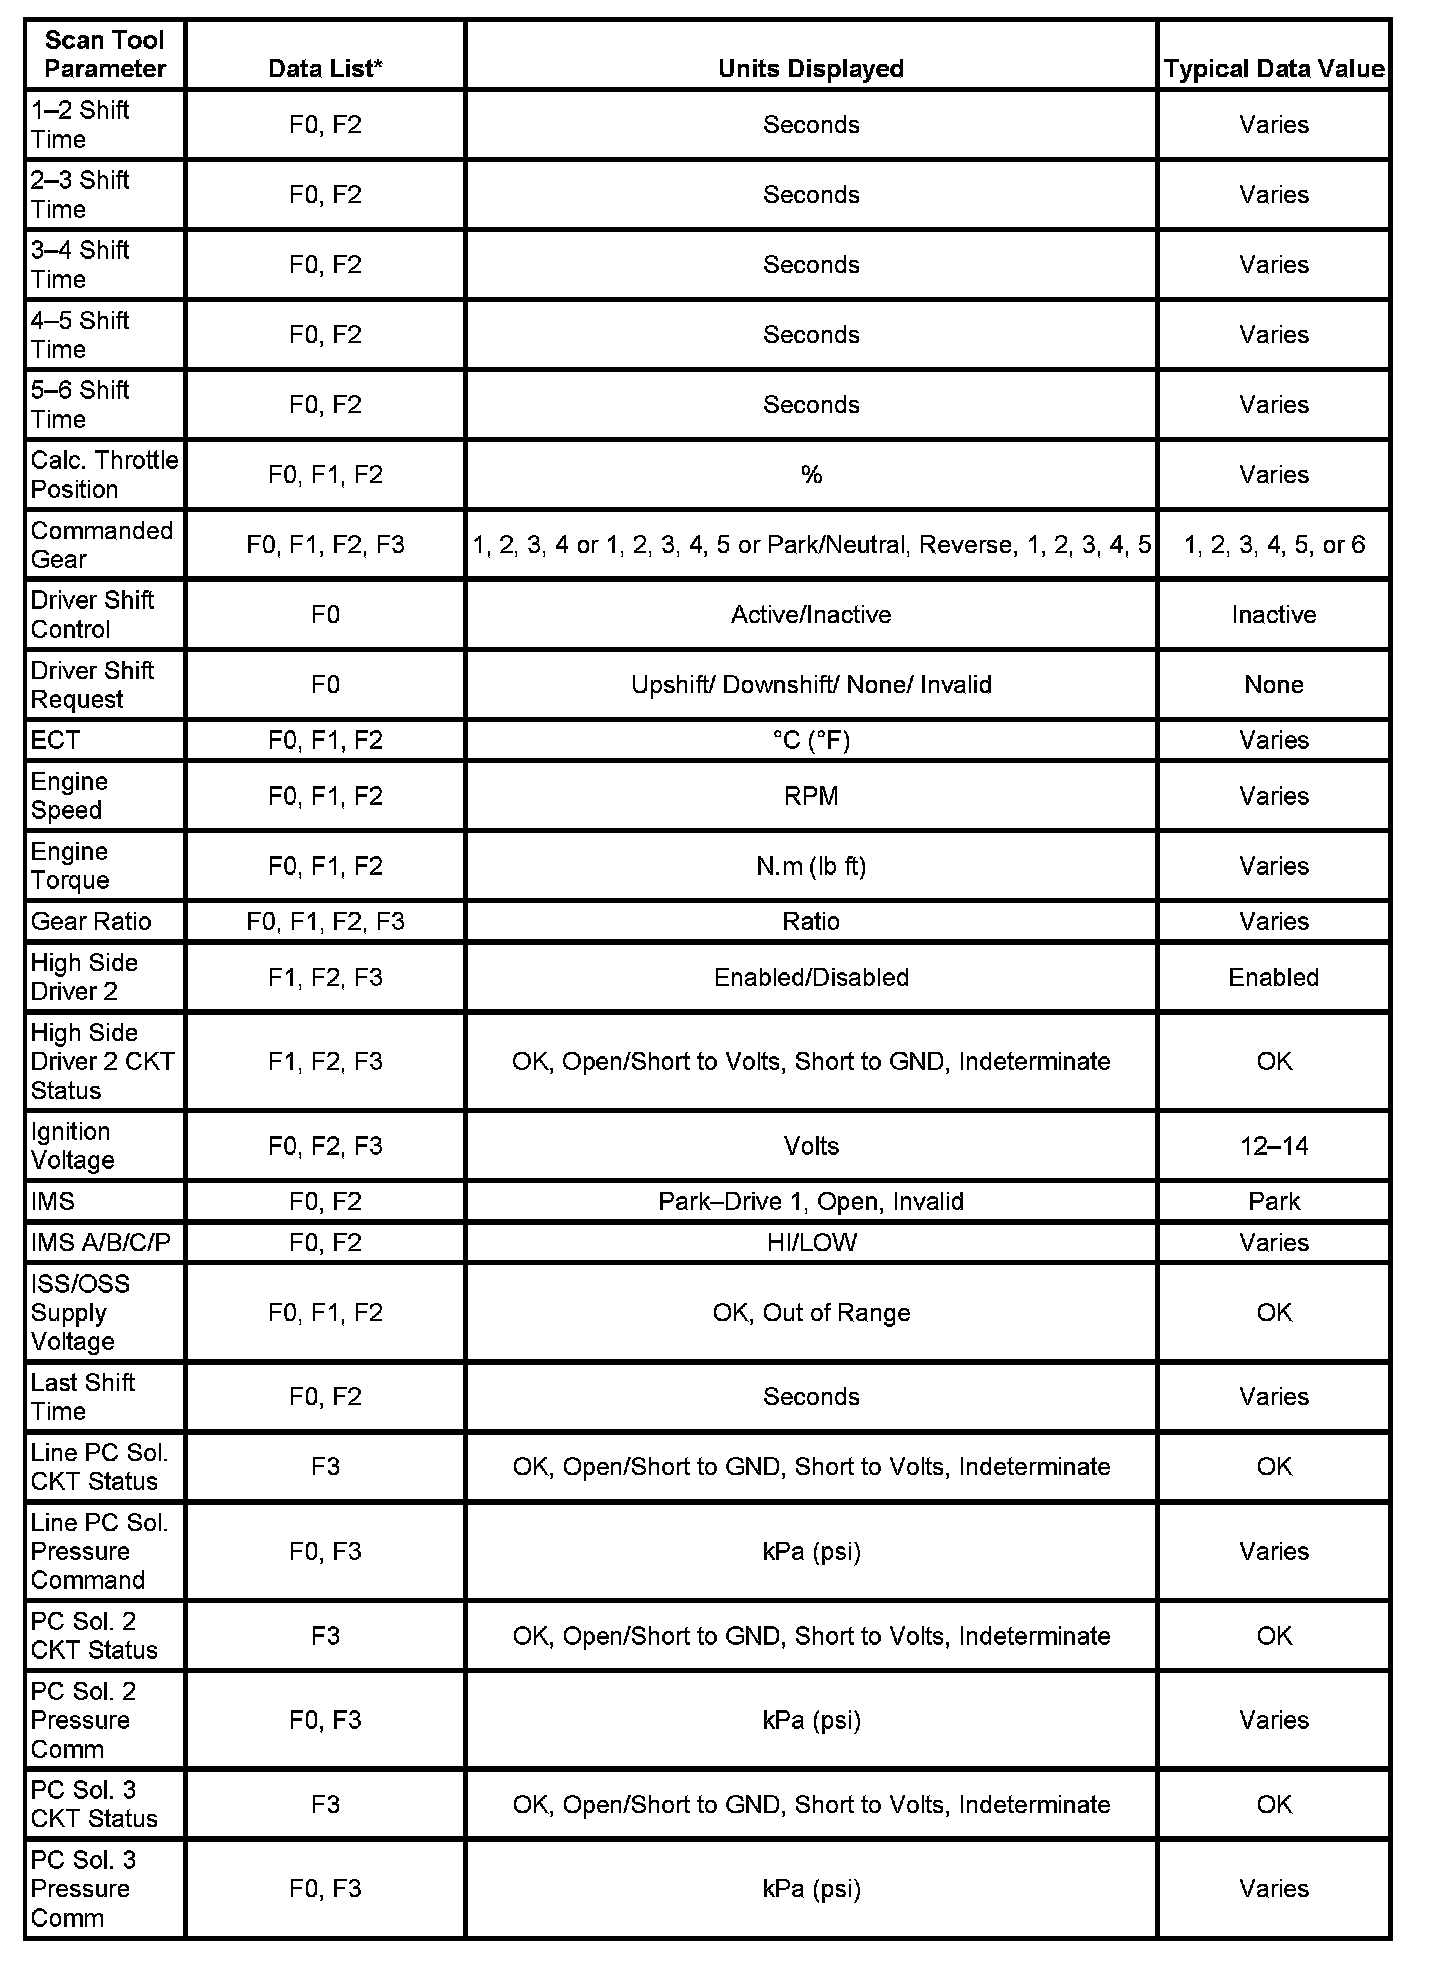 Scan Tool
Parameter
Data List*
Units Displayed
Typical Data Value
1–2 Shift
Time
F0, F2
Seconds
Varies
2–3 Shift
Time
F0, F2
Seconds
Varies
3–4 Shift
Time
F0, F2
Seconds
Varies
4–5 Shift
Time
F0, F2
Seconds
Varies
5–6 Shift
Time
F0, F2
Seconds
Varies
Calc. Throttle
Position
F0, F1, F2
%
Varies
Commanded
Gear
F0, F1, F2, F3
1, 2, 3, 4 or 1, 2, 3, 4, 5 or Park/Neutral, Reverse, 1, 2, 3, 4, 5
1, 2, 3, 4, 5, or 6
Driver Shift
Control
F0
Active/Inactive
Inactive
Driver Shift
Request
F0
Upshift/ Downshift/ None/ Invalid
None
ECT
F0, F1, F2
°C (°F)
Varies
Engine
Speed
F0, F1, F2
RPM
Varies
Engine
Torque
F0, F1, F2
N.m (lb ft)
Varies
Gear Ratio
F0, F1, F2, F3
Ratio
Varies
High Side
Driver 2
F1, F2, F3
Enabled/Disabled
Enabled
High Side
Driver 2 CKT
Status
F1, F2, F3
OK, Open/Short to Volts, Short to GND, Indeterminate
OK
Ignition
Voltage
F0, F2, F3
Volts
12–14
IMS
F0, F2
Park–Drive 1, Open, Invalid
Park
IMS A/B/C/P
F0, F2
HI/LOW
Varies
ISS/OSS
Supply
Voltage
F0, F1, F2
OK, Out of Range
OK
Last Shift
Time
F0, F2
Seconds
Varies
Line PC Sol.
CKT Status
F3
OK, Open/Short to GND, Short to Volts, Indeterminate
OK
Line PC Sol.
Pressure
Command
F0, F3
kPa (psi)
Varies
PC Sol. 2
CKT Status
F3
OK, Open/Short to GND, Short to Volts, Indeterminate
OK
PC Sol. 2
Pressure
Comm
F0, F3
kPa (psi)
Varies
PC Sol. 3
CKT Status
F3
OK, Open/Short to GND, Short to Volts, Indeterminate
OK
PC Sol. 3
Pressure
Comm
F0, F3
kPa (psi)
Varies